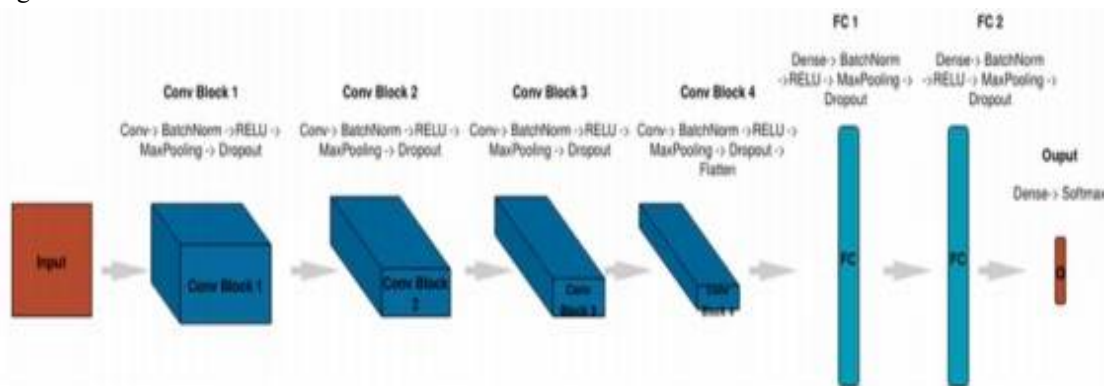 FC 1
FC 2
Dense-> BatchNorm
->RELU -> MaxPooling ->
Dropout
Dense-> BatchNorm
->RELU -> MaxPooling ->
Dropout
Conv Block 1
Conv Block 2
Conv Block 3
Conv Block 4
Conv-> BatchNorm ->RELU ->
MaxPooling -> Dropout
Conv-> BatchNorm ->RELU ->
MaxPooling -> Dropout
Conv-> BatchNorm ->RELU ->
MaxPooling -> Dropout
Conv-> BatchNorm ->RELU ->
MaxPooling -> Dropout ->
Flatten
Ouput
Dense-> Softmax
Input
Conv Block 1
Conv Block
2
Conv
Block 3
Conv
Block 4
FC
FC
O